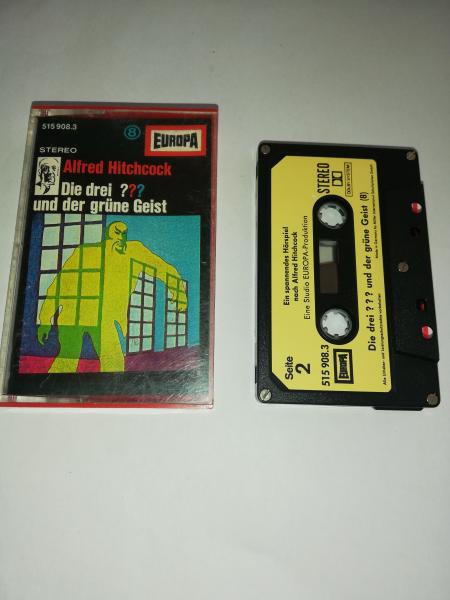 515 908.3
8
EUROPA
STEREO
Alfred Hitchcock
Die drei ???
und der grüne Geist
Ein spannendes Hörspiel
nach Alfred Hitchcock
Eine Studio EUROPA-Produktion
STEREO
DOLBY SYSTEM
Seite
2
515 908.3
EUROPA
Die drei ? ? ? und der grüne Geist (8)